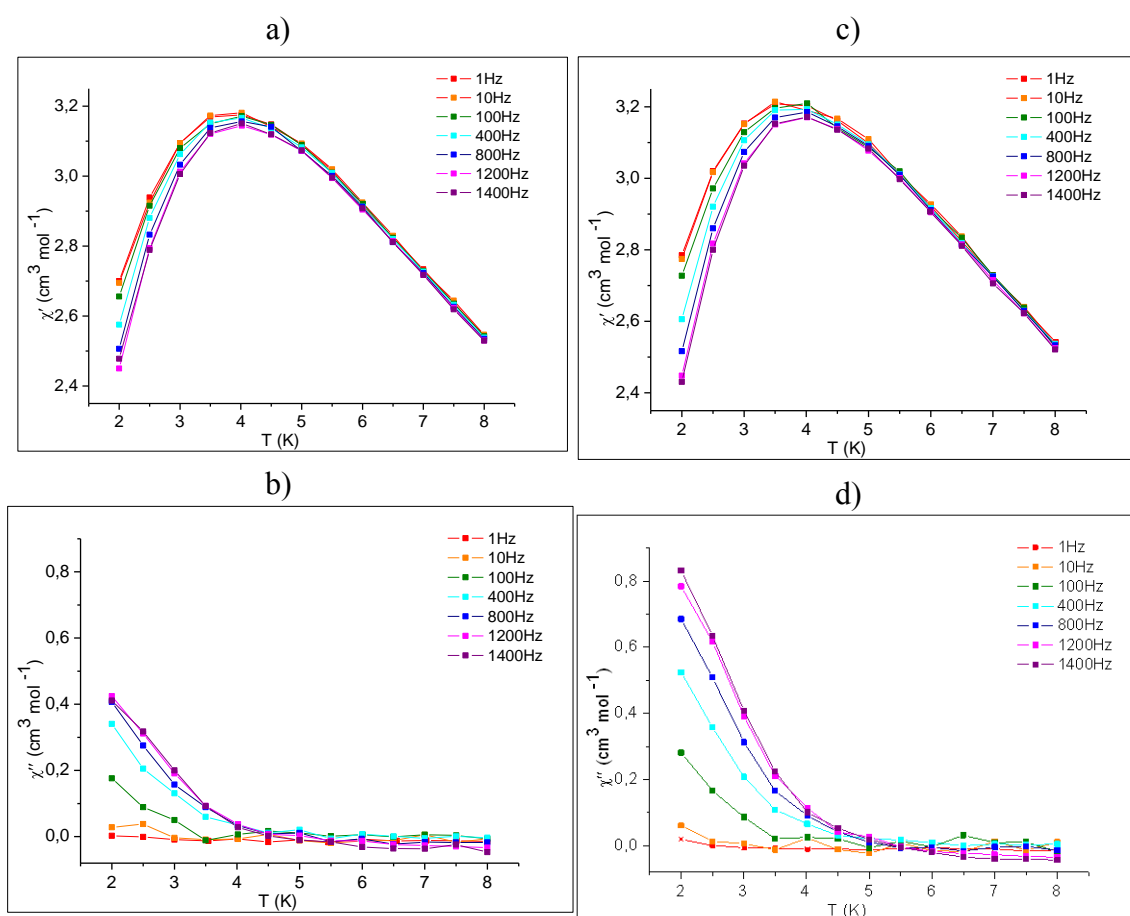 a)
c)
1Hz
10Hz
100Hz
400Hz
800Hz
1200Hz
1400Hz
3,2
3,0
2,8
2,6
2,4
χ′ (cm³ mol⁻¹)
2 3 4 5 6 7 8
T (K)
1Hz
10Hz
100Hz
400Hz
800Hz
1200Hz
1400Hz
3,2
3,0
2,8
2,6
2,4
χ′ (cm³ mol⁻¹)
2 3 4 5 6 7 8
T (K)
b)
d)
1Hz
10Hz
100Hz
400Hz
800Hz
1200Hz
1400Hz
0,8
0,6
0,4
0,2
0,0
χ″ (cm³ mol⁻¹)
2 3 4 5 6 7 8
T (K)
1Hz
10Hz
100Hz
400Hz
800Hz
1200Hz
1400Hz
0,8
0,6
0,4
0,2
0,0
χ″ (cm³ mol⁻¹)
2 3 4 5 6 7 8
T (K)